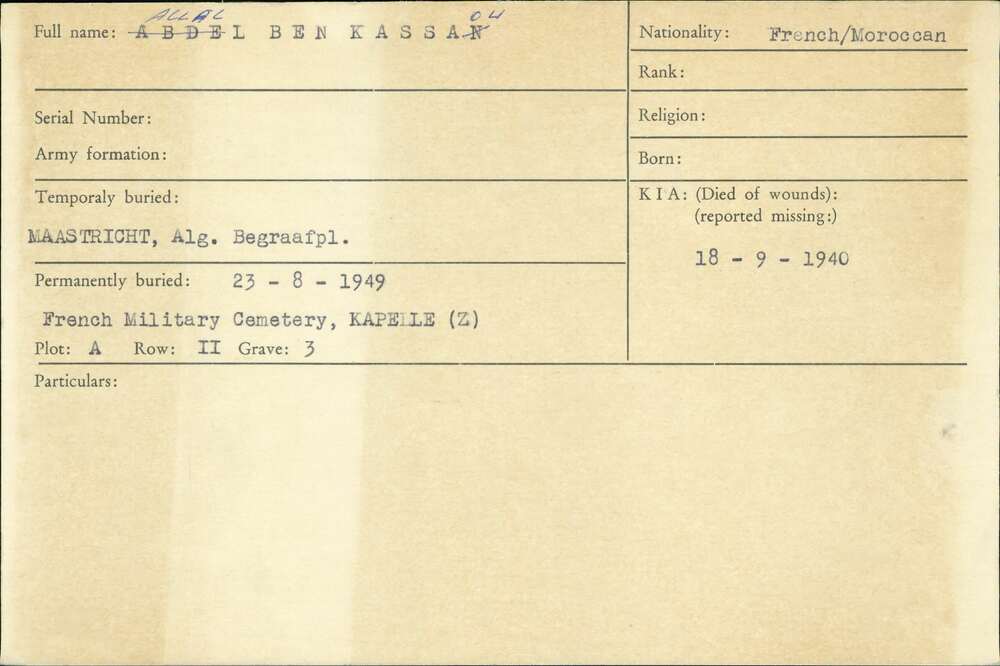 ALLAL OU
Full name: ABDEL BEN KASSAN
Nationality: French/Moroccan
Rank:
Serial Number:
Religion:
Army formation:
Born:
Temporaly buried:
MAASTRICHT, Alg. Begraafpl.
K I A: (Died of wounds):
(reported missing:)
18 - 9 - 1940
Permanently buried: 23 - 8 - 1949
French Military Cemetery, KAPELLE (Z)
Plot: A Row: II Grave: 3
Particulars: